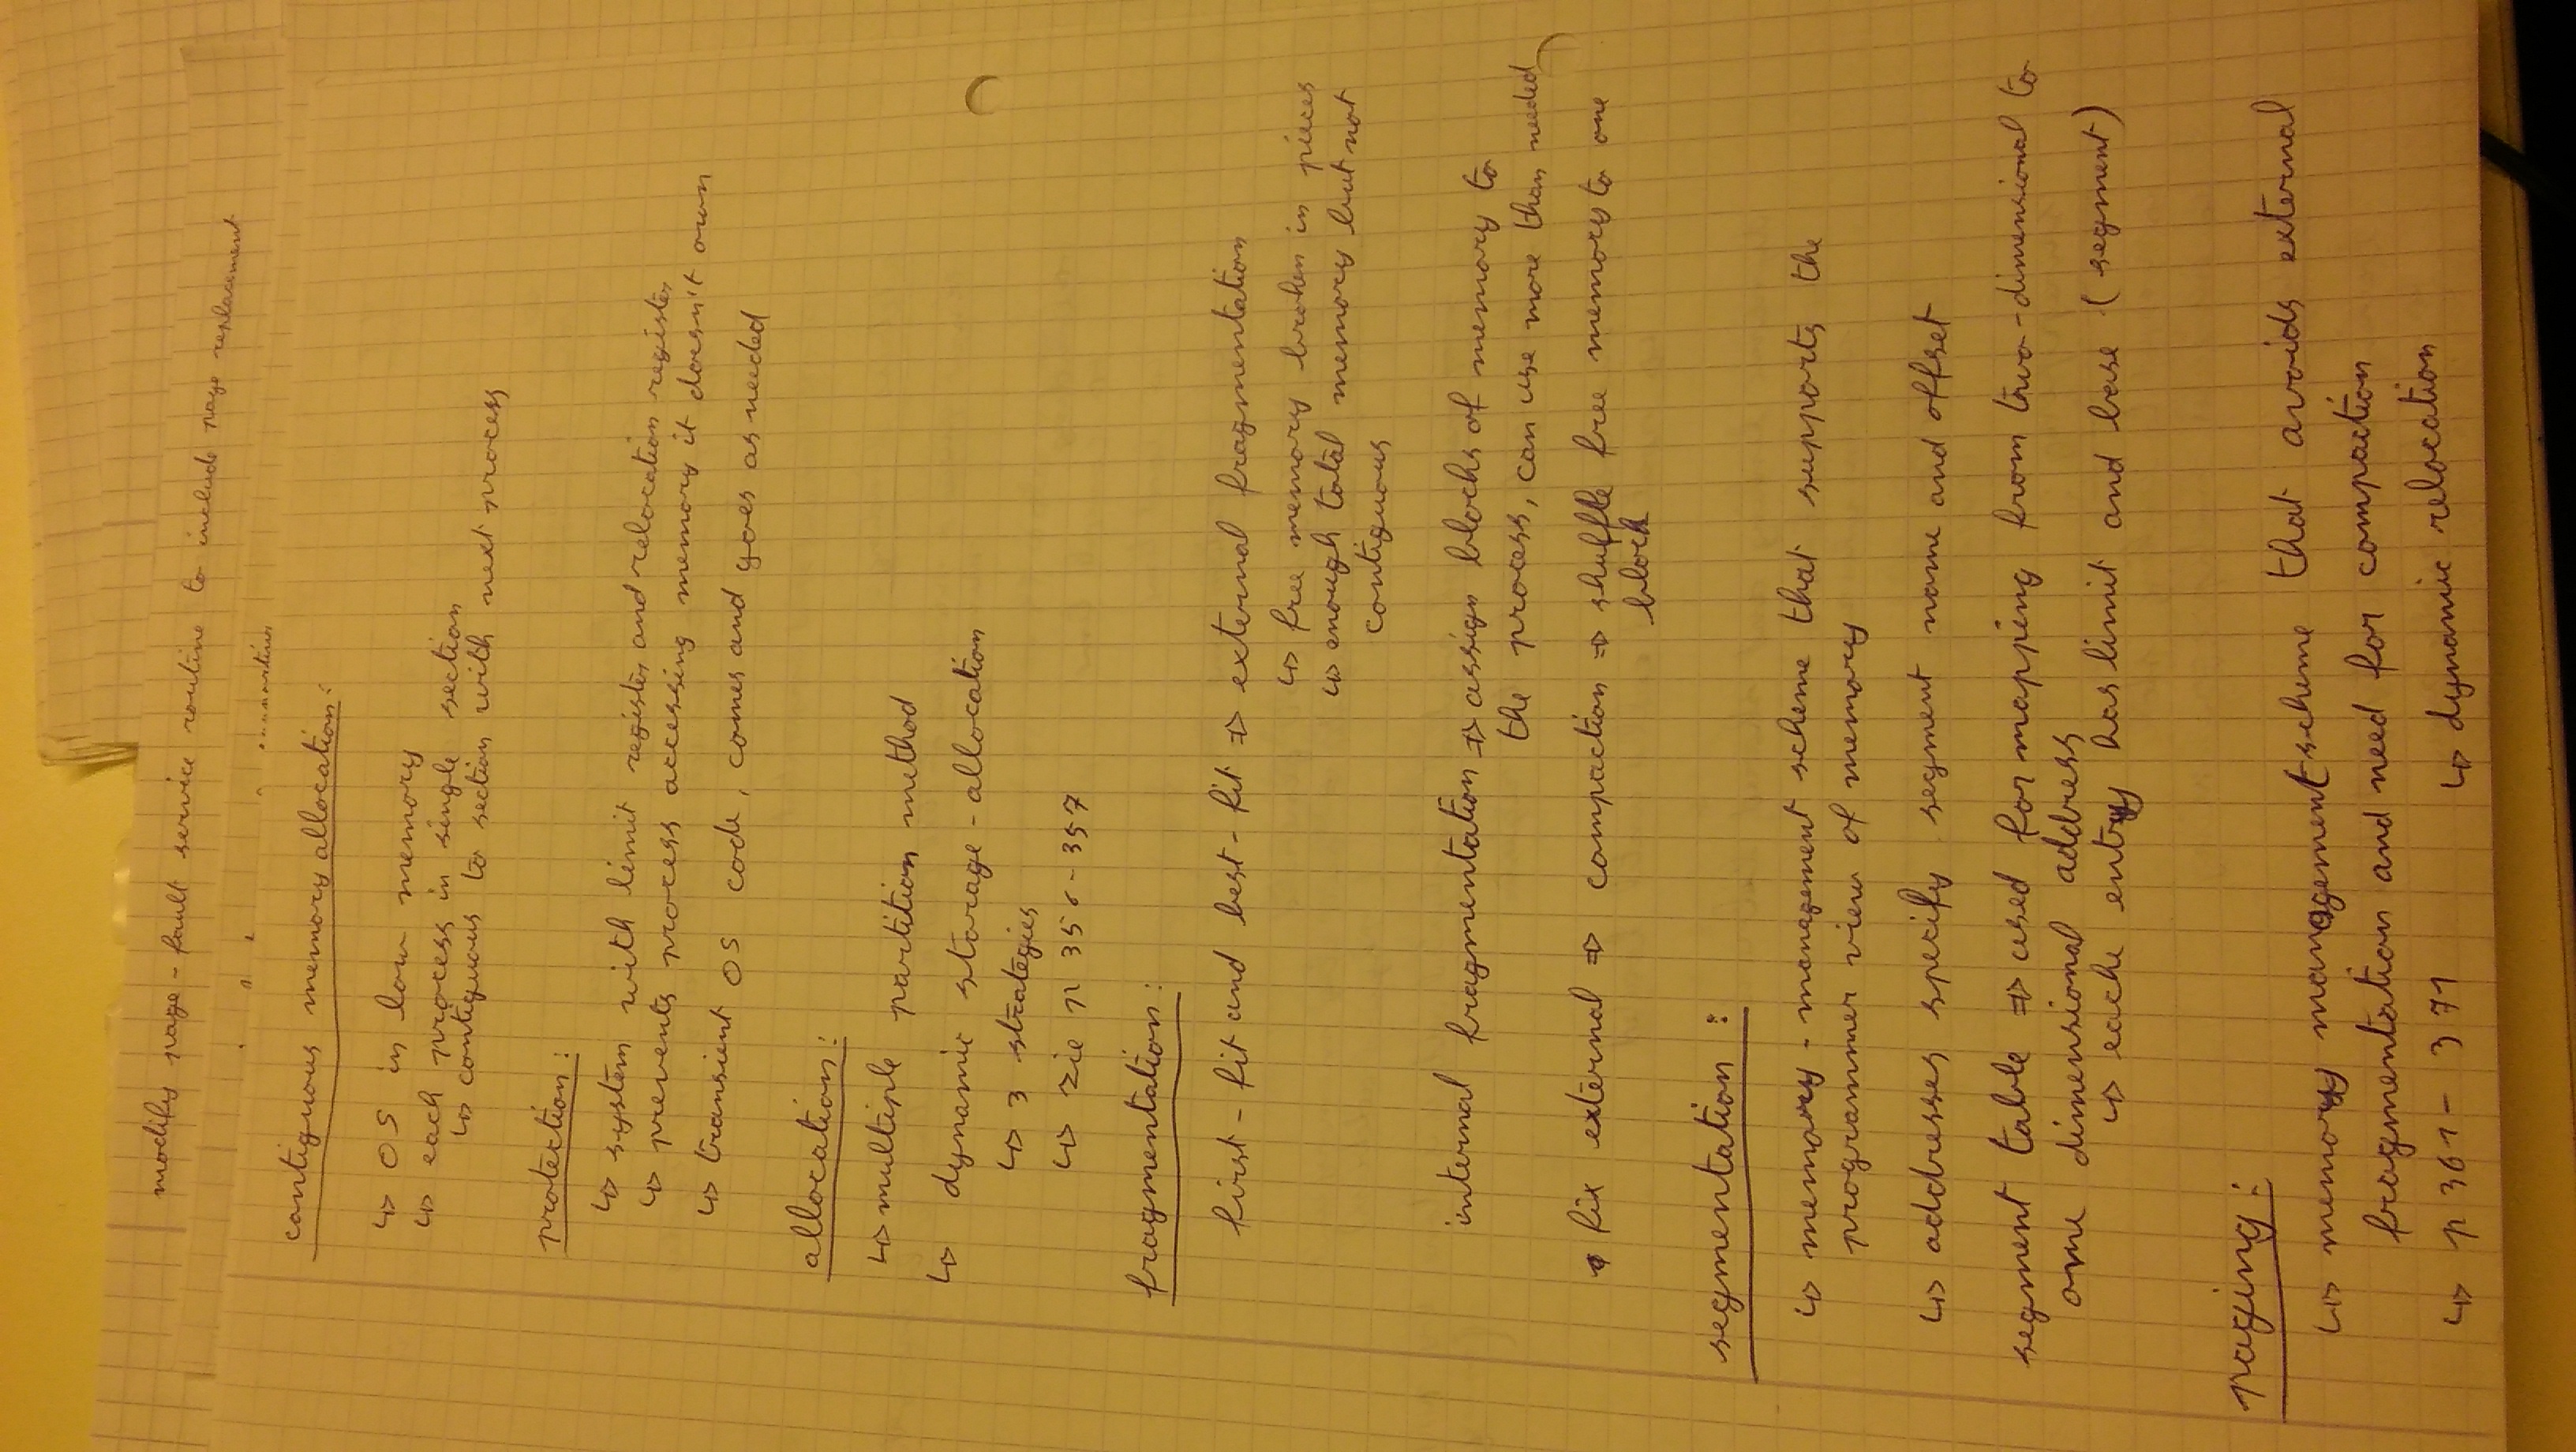 modify page-fault service routine to include page replacement
contiguous memory allocation:
↳ OS in low memory
↳ each process in single section
↳ contiguous to section with next process
protection:
↳ system with limit register and relocation register
↳ prevents process accessing memory it doesn't own
↳ transient OS code, comes and goes as needed
allocation:
↳ multiple partition method
↳ dynamic storage-allocation
↳ 3 strategies
↳ zie p 356-357
fragmentation:
first-fit and best-fit ⇒ external fragmentation
↳ free memory broken in pieces
↳ enough total memory but not
contiguous
internal fragmentation ⇒ assign blocks of memory to
the process, can use more than needed
• fix external ⇒ compaction ⇒ shuffle free memory to one
block
segmentation :
↳ memory-management scheme that supports the
programmer view of memory
↳ addresses specify segment name and offset
segment table ⇒ used for mapping from two-dimensional to
one dimensional address
↳ eache entry has limit and base (segment)
paging:
↳ memory management scheme that avoids external
fragmentation and need for compaction
↳ p 361- 371 ↳ dynamic relocation